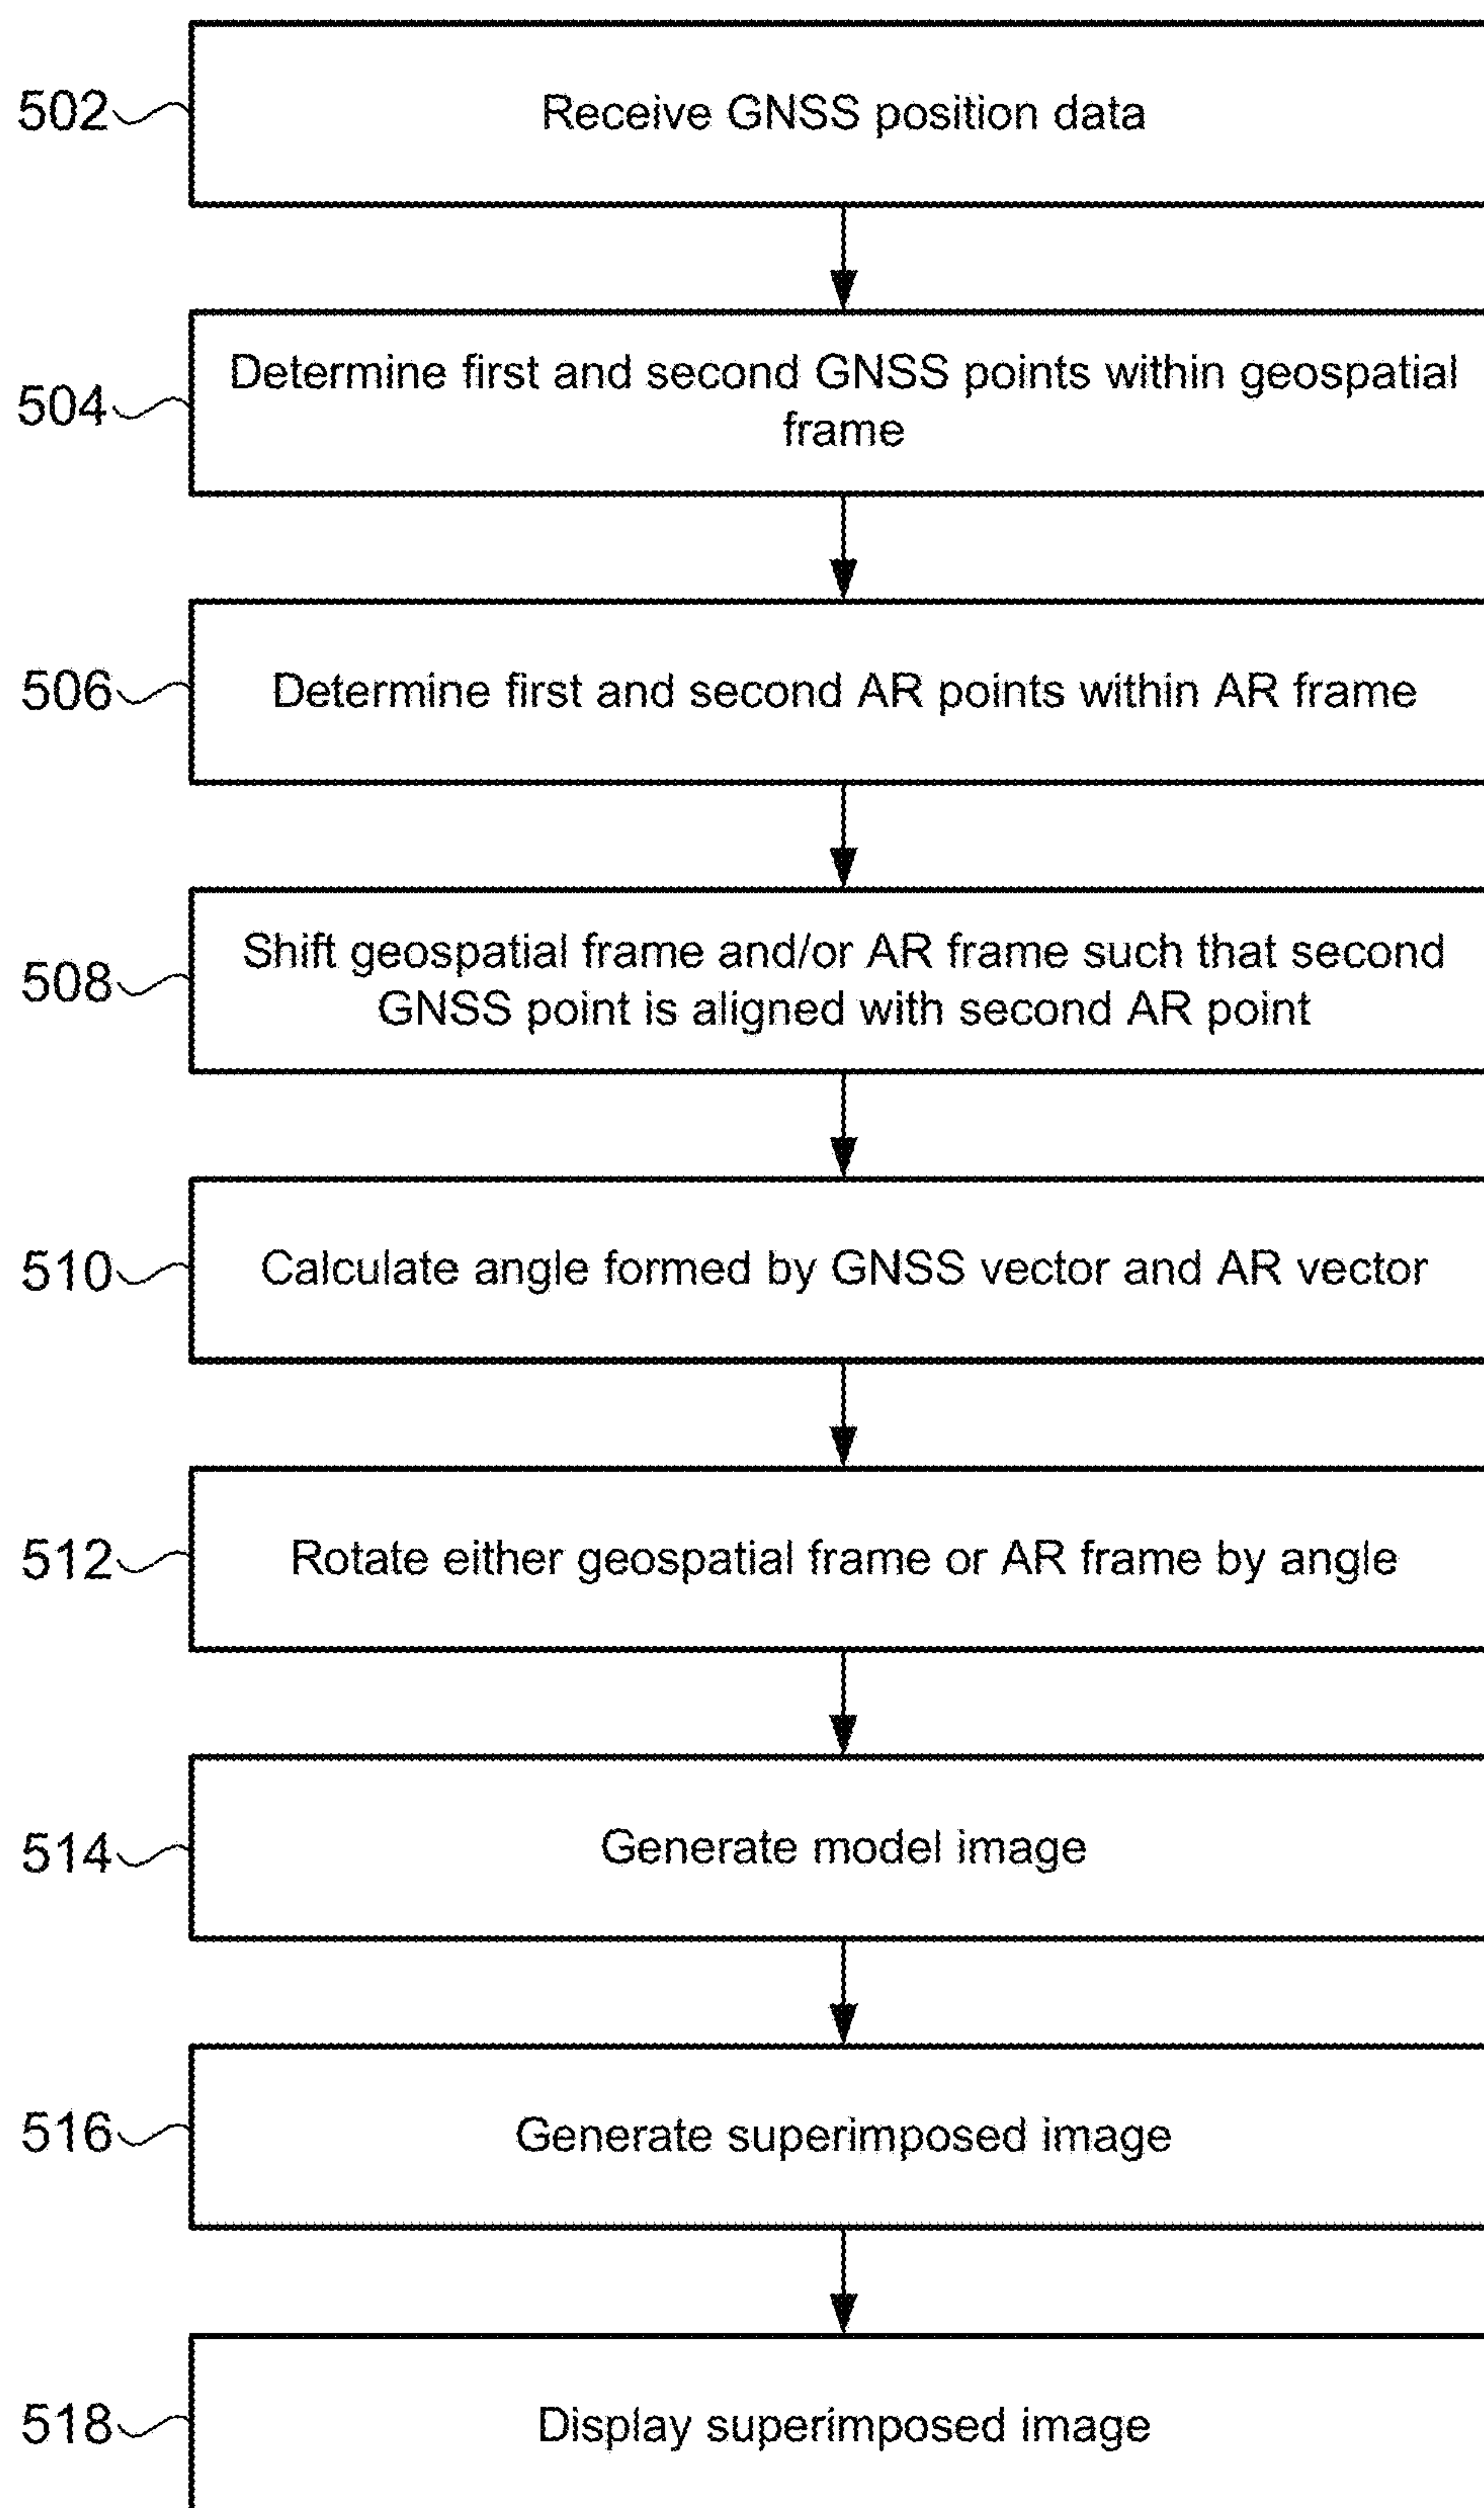 502
Receive GNSS position data
504
Determine first and second GNSS points within geospatial
frame
506
Determine first and second AR points within AR frame
508
Shift geospatial frame and/or AR frame such that second
GNSS point is aligned with second AR point
510
Calculate angle formed by GNSS vector and AR vector
512
Rotate either geospatial frame or AR frame by angle
514
Generate model image
516
Generate superimposed image
518
Display superimposed image